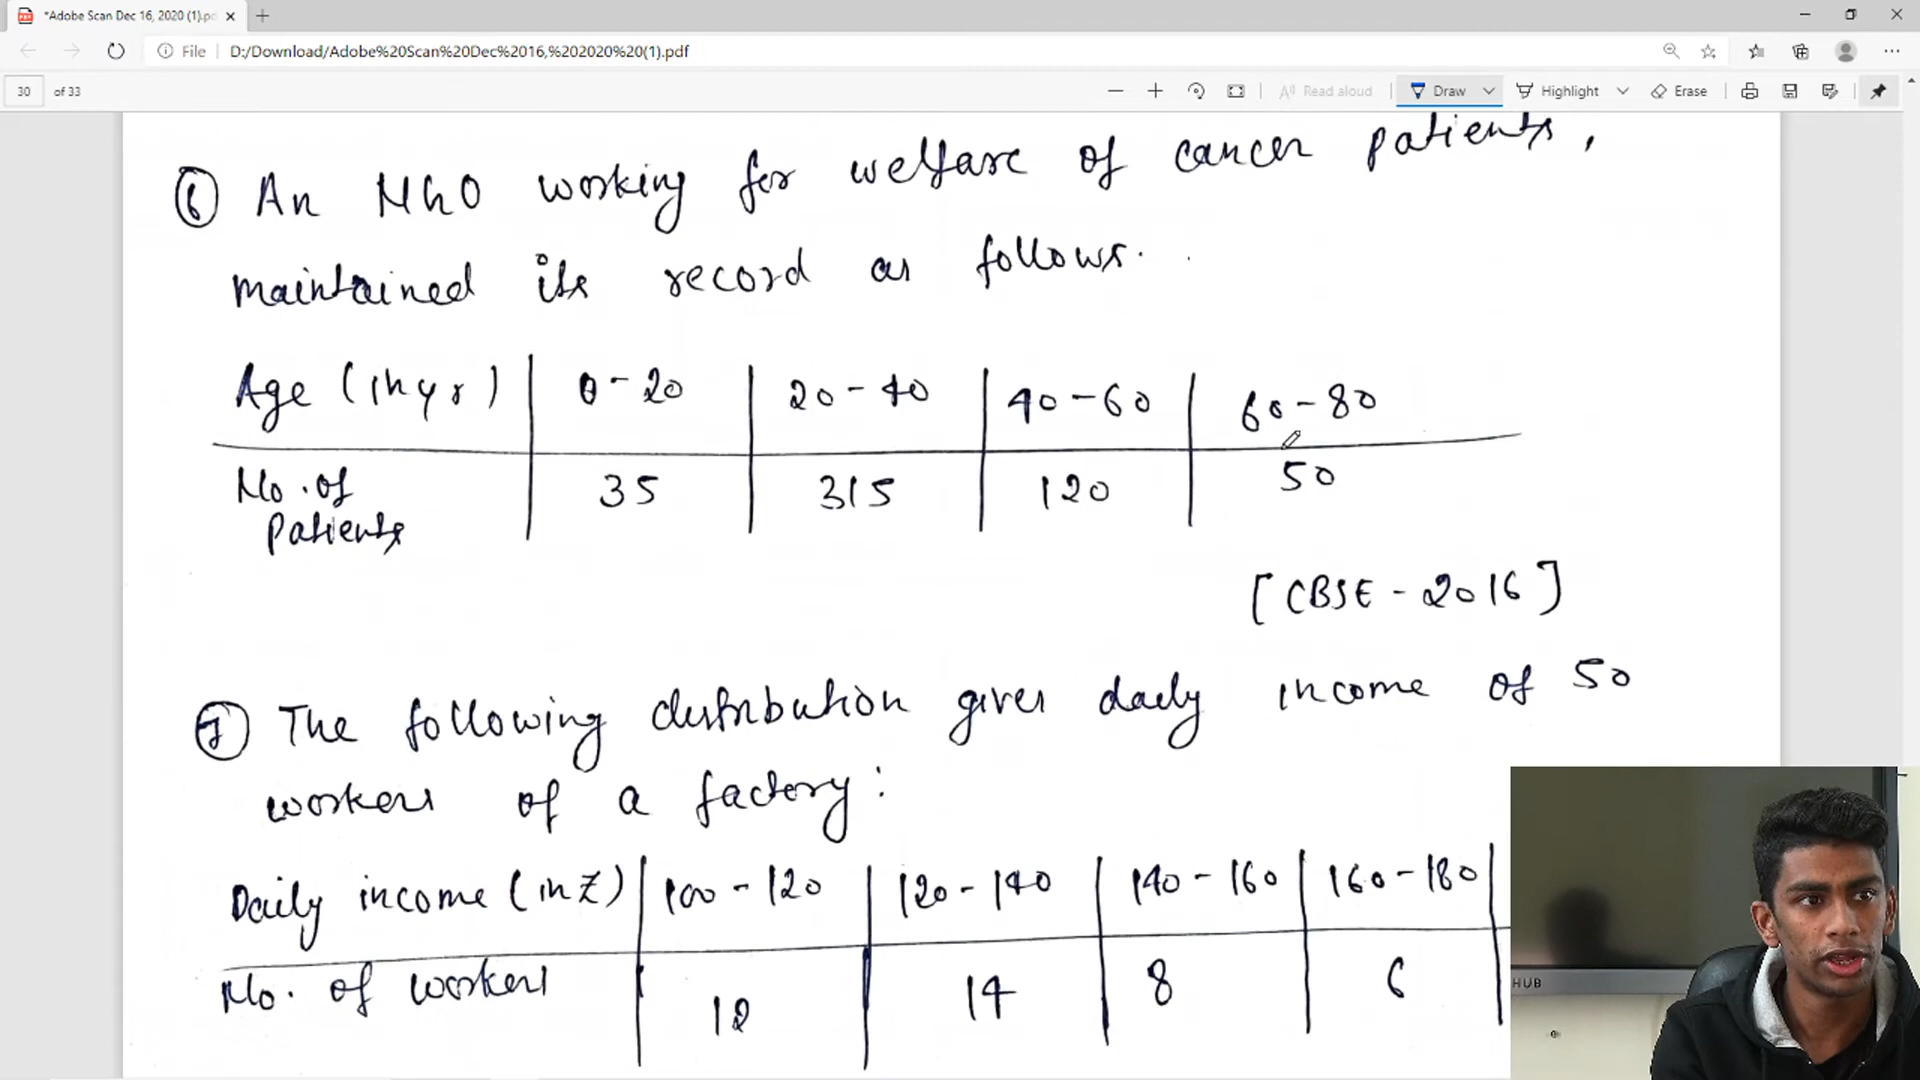 *Adobe Scan Dec 16, 2020 (1).pd
File D:/Download/Adobe%20Scan%20Dec%2016,%202020%20(1).pdf
30 of 33 Read aloud Draw Highlight Erase
6 An NGO working for welfare of cancer patients,
maintained its record as follows.
Age (in yr) 0-20 20-40 40-60 60-80
No. of Patients 35 315 120 50
[CBSE-2016]
7 The following distribution gives daily income of 50
workers of a factory:
Daily income (in ₹) 100-120 120-140 140-160 160-180
No. of workers 12 14 8 6
HUB